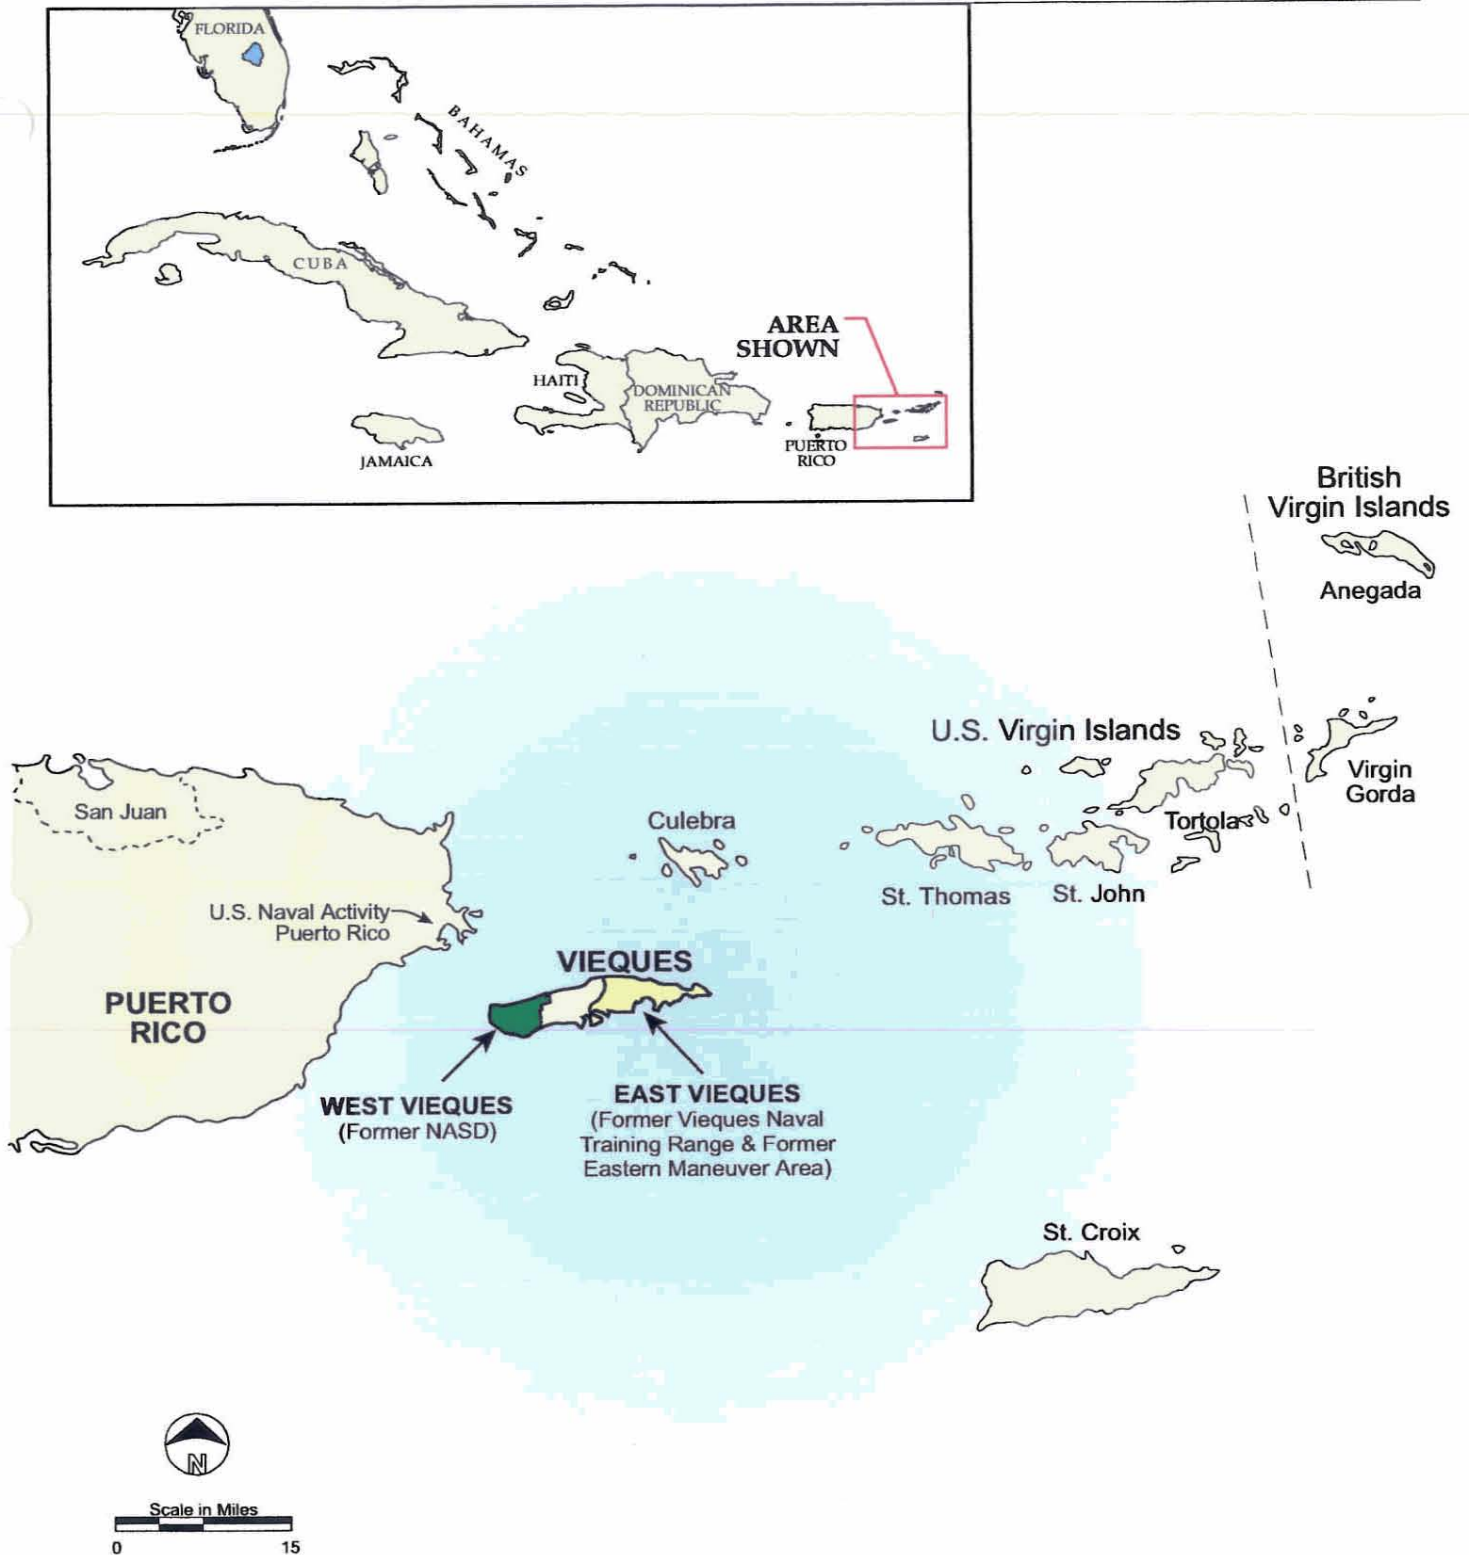 FLORIDA
BAHAMAS
CUBA
AREA
SHOWN
HAITI
DOMINICAN
REPUBLIC
JAMAICA
PUERTO
RICO
British
Virgin Islands
Anegada
U.S. Virgin Islands
Virgin
Gorda
San Juan
Culebra
Tortola
St. Thomas
St. John
U.S. Naval Activity
Puerto Rico
VIEQUES
PUERTO
RICO
WEST VIEQUES
(Former NASD)
EAST VIEQUES
(Former Vieques Naval
Training Range & Former
Eastern Maneuver Area)
St. Croix
N
Scale in Miles
0 15